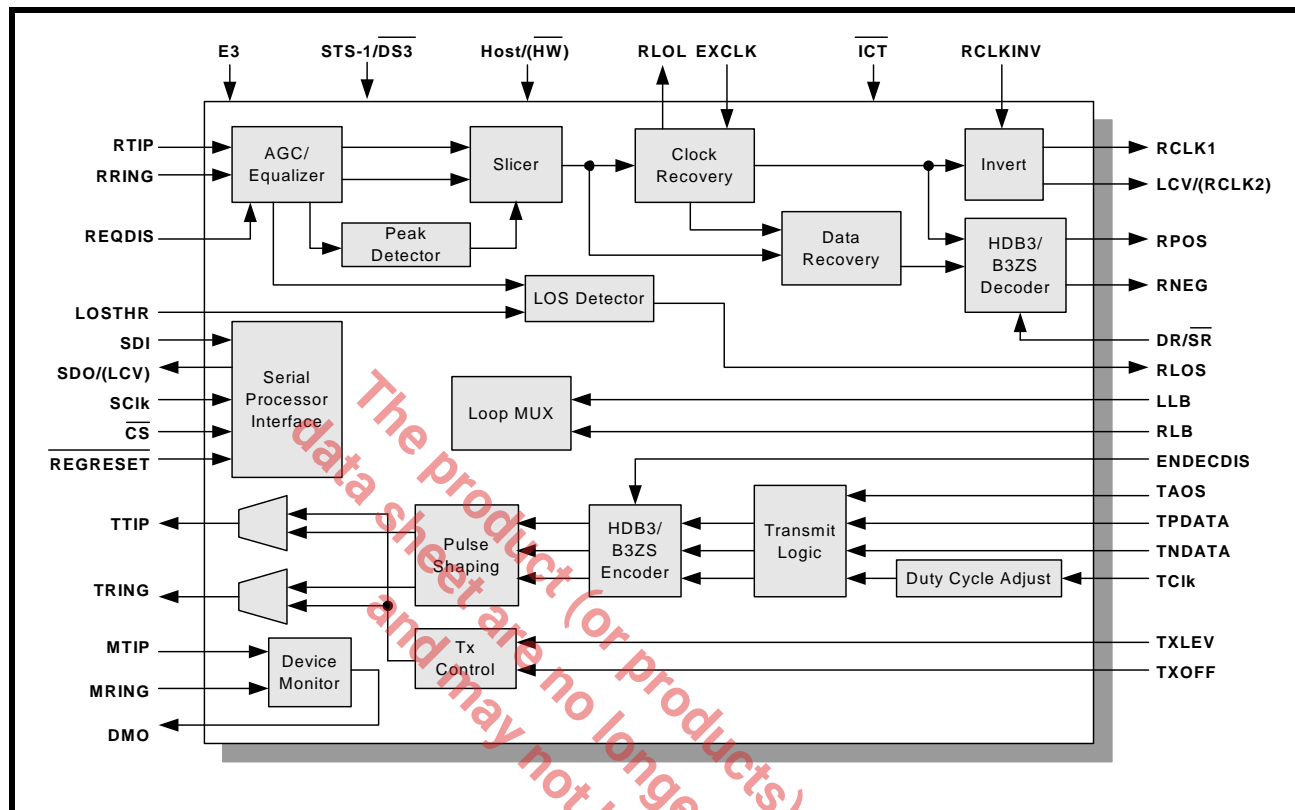 E3
STS-1/DS3
Host/(HW)
RLOL
EXCLK
ICT
RCLKINV
RTIP
RRING
REQDIS
LOSTHR
SDI
SDO/(LCV)
SClk
CS
REGRESET
TTIP
TRING
MTIP
MRING
DMO
AGC/
Equalizer
Slicer
Clock
Recovery
Invert
Peak
Detector
Data
Recovery
HDB3/
B3ZS
Decoder
LOS Detector
Serial
Processor
Interface
Loop MUX
Pulse
Shaping
HDB3/
B3ZS
Encoder
Transmit
Logic
Duty Cycle Adjust
Tx
Control
Device
Monitor
RCLK1
LCV/(RCLK2)
RPOS
RNEG
DR/SR
RLOS
LLB
RLB
ENDECDIS
TAOS
TPDATA
TNDATA
TClk
TXLEV
TXOFF
The product (or products)
data sheet are no longe
and may not